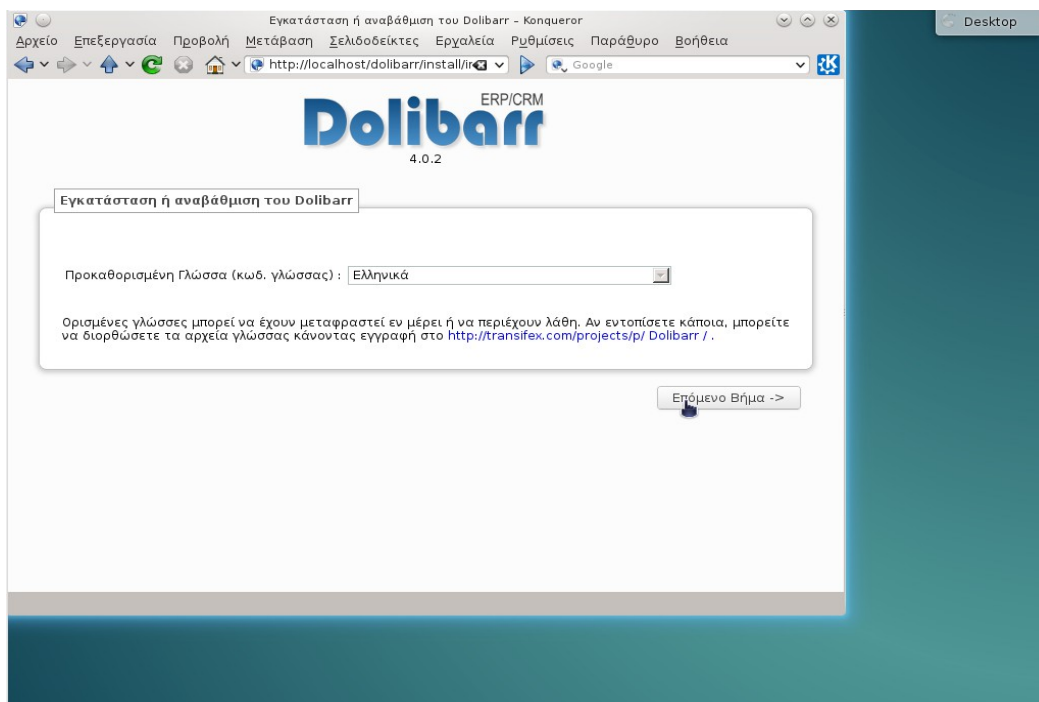 Εγκατάσταση ή αναβάθμιση του Dolibarr – Konqueror
Desktop
Αρχείο Επεξεργασία Προβολή Μετάβαση Σελιδοδείκτες Εργαλεία Ρυθμίσεις Παράθυρο Βοήθεια
http://localhost/dolibarr/install/ Google
ERP/CRM
Dolibarr
4.0.2
Εγκατάσταση ή αναβάθμιση του Dolibarr
Προκαθορισμένη Γλώσσα (κωδ. γλώσσας) : Ελληνικά
Ορισμένες γλώσσες μπορεί να έχουν μεταφραστεί εν μέρει ή να περιέχουν λάθη. Αν εντοπίσετε κάποια, μπορείτε
να διορθώσετε τα αρχεία γλώσσας κάνοντας εγγραφή στο http://transifex.com/projects/p/ Dolibarr / .
Επόμενο Βήμα ->